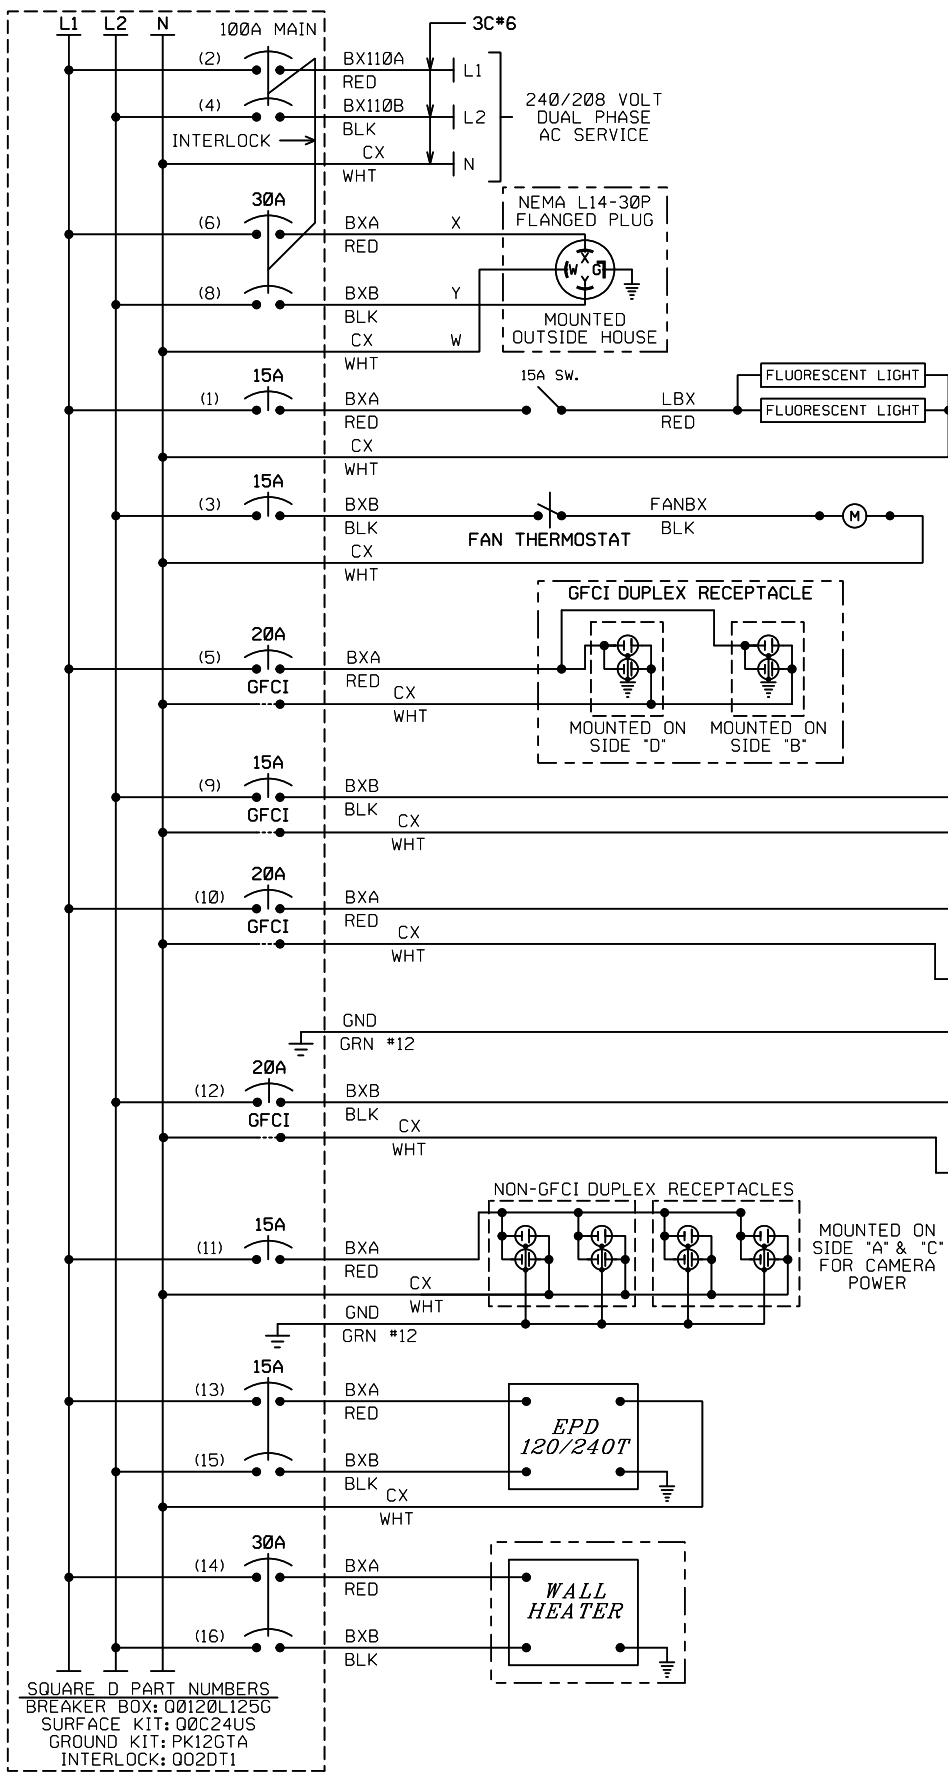 L1 L2 N
100A MAIN
3C#6
(2) BX110A
RED
L1
(4) BX110B
BLK
L2
240/208 VOLT
DUAL PHASE
AC SERVICE
INTERLOCK
CX
WHT
N
30A
NEMA L14-30P
FLANGED PLUG
(6) BXA X
RED
X
W G
Y
(8) BXB Y
BLK
MOUNTED
OUTSIDE HOUSE
CX W
WHT
15A
15A SW.
FLUORESCENT LIGHT
(1) BXA LBX
RED RED
FLUORESCENT LIGHT
CX
WHT
15A
(3) BXB FANBX
BLK BLK
M
FAN THERMOSTAT
CX
WHT
GFCI DUPLEX RECEPTACLE
20A
(5) BXA
GFCI RED
CX
WHT
MOUNTED ON
SIDE "D"
MOUNTED ON
SIDE "B"
15A
(9) BXB
GFCI BLK
CX
WHT
20A
(10) BXA
GFCI RED
CX
WHT
GND
GRN #12
20A
(12) BXB
GFCI BLK
CX
WHT
NON-GFCI DUPLEX RECEPTACLES
15A
(11) BXA
RED
MOUNTED ON
SIDE "A" & "C"
FOR CAMERA
POWER
CX
WHT
GND
GRN #12
15A
(13) BXA
RED
EPD
120/240T
(15) BXB
BLK
CX
WHT
30A
(14) BXA
RED
WALL
HEATER
(16) BXB
BLK
SQUARE D PART NUMBERS
BREAKER BOX: QO120L125G
SURFACE KIT: QOC24US
GROUND KIT: PK12GTA
INTERLOCK: QO2DT1